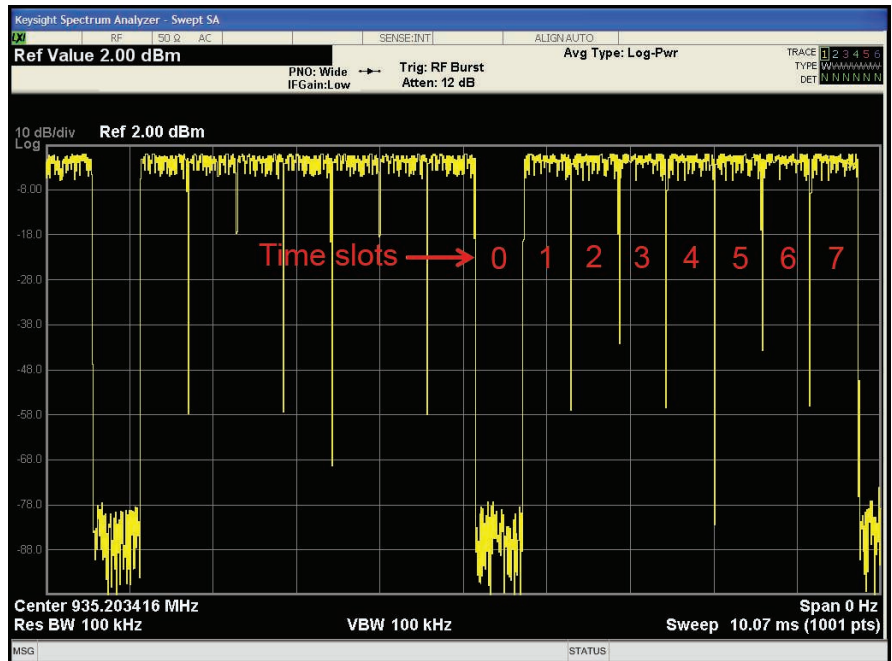 Keysight Spectrum Analyzer - Swept SA
LXI RF 50 Ω AC SENSE:INT ALIGN AUTO
Ref Value 2.00 dBm
PNO: Wide
IFGain:Low
Trig: RF Burst
Atten: 12 dB
Avg Type: Log-Pwr
TRACE 1 2 3 4 5 6
TYPE WWWWWW
DET N N N N N N
10 dB/div Ref 2.00 dBm
Log
-8.00
-18.0
-28.0
-38.0
-48.0
-58.0
-68.0
-78.0
-88.0
Time slots 0 1 2 3 4 5 6 7
Center 935.203416 MHz Span 0 Hz
Res BW 100 kHz VBW 100 kHz Sweep 10.07 ms (1001 pts)
MSG STATUS